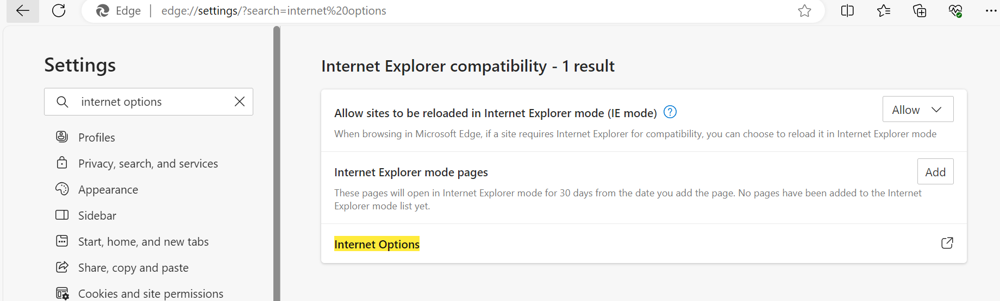 Edge | edge://settings/?search=internet%20options
Settings
internet options
Profiles
Privacy, search, and services
Appearance
Sidebar
Start, home, and new tabs
Share, copy and paste
Cookies and site permissions
Internet Explorer compatibility - 1 result
Allow sites to be reloaded in Internet Explorer mode (IE mode) ?
Allow
When browsing in Microsoft Edge, if a site requires Internet Explorer for compatibility, you can choose to reload it in Internet Explorer mode
Internet Explorer mode pages
Add
These pages will open in Internet Explorer mode for 30 days from the date you add the page. No pages have been added to the Internet
Explorer mode list yet.
Internet Options